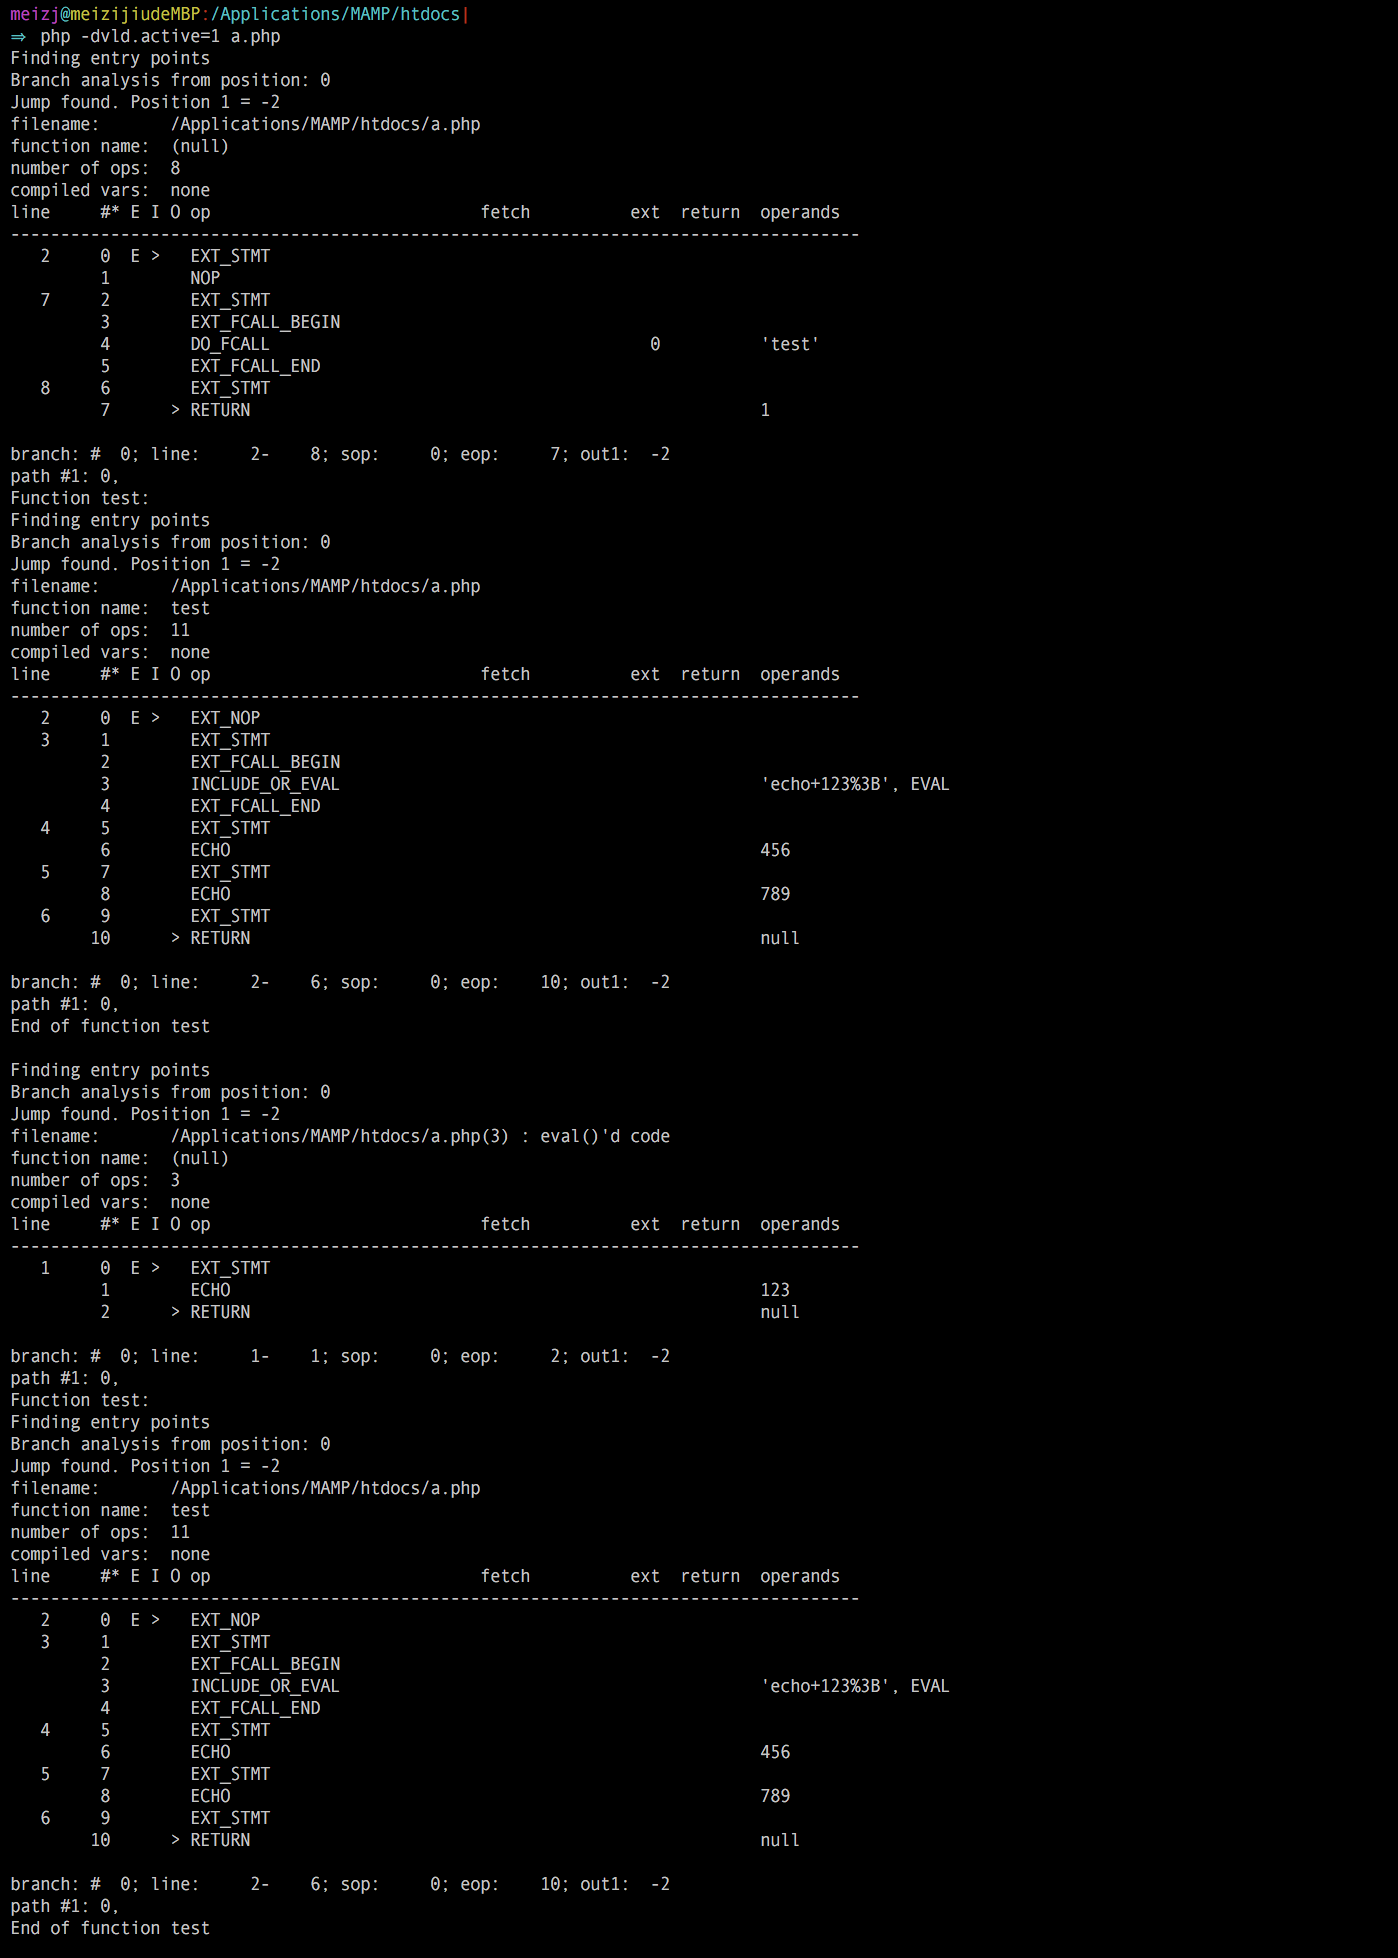 meizj@meizijiudeMBP:/Applications/MAMP/htdocs|
⇒  php -dvld.active=1 a.php
Finding entry points
Branch analysis from position: 0
Jump found. Position 1 = -2
filename:       /Applications/MAMP/htdocs/a.php
function name:  (null)
number of ops:  8
compiled vars:  none
line     #* E I O op                           fetch          ext  return  operands
-------------------------------------------------------------------------------------
   2     0  E >   EXT_STMT
         1        NOP
   7     2        EXT_STMT
         3        EXT_FCALL_BEGIN
         4        DO_FCALL                                      0          'test'
         5        EXT_FCALL_END
   8     6        EXT_STMT
         7      > RETURN                                                   1
branch: #  0; line:     2-    8; sop:     0; eop:     7; out1:  -2
path #1: 0,
Function test:
Finding entry points
Branch analysis from position: 0
Jump found. Position 1 = -2
filename:       /Applications/MAMP/htdocs/a.php
function name:  test
number of ops:  11
compiled vars:  none
line     #* E I O op                           fetch          ext  return  operands
-------------------------------------------------------------------------------------
   2     0  E >   EXT_NOP
   3     1        EXT_STMT
         2        EXT_FCALL_BEGIN
         3        INCLUDE_OR_EVAL                                          'echo+123%3B', EVAL
         4        EXT_FCALL_END
   4     5        EXT_STMT
         6        ECHO                                                     456
   5     7        EXT_STMT
         8        ECHO                                                     789
   6     9        EXT_STMT
        10      > RETURN                                                   null
branch: #  0; line:     2-    6; sop:     0; eop:    10; out1:  -2
path #1: 0,
End of function test
Finding entry points
Branch analysis from position: 0
Jump found. Position 1 = -2
filename:       /Applications/MAMP/htdocs/a.php(3) : eval()'d code
function name:  (null)
number of ops:  3
compiled vars:  none
line     #* E I O op                           fetch          ext  return  operands
-------------------------------------------------------------------------------------
   1     0  E >   EXT_STMT
         1        ECHO                                                     123
         2      > RETURN                                                   null
branch: #  0; line:     1-    1; sop:     0; eop:     2; out1:  -2
path #1: 0,
Function test:
Finding entry points
Branch analysis from position: 0
Jump found. Position 1 = -2
filename:       /Applications/MAMP/htdocs/a.php
function name:  test
number of ops:  11
compiled vars:  none
line     #* E I O op                           fetch          ext  return  operands
-------------------------------------------------------------------------------------
   2     0  E >   EXT_NOP
   3     1        EXT_STMT
         2        EXT_FCALL_BEGIN
         3        INCLUDE_OR_EVAL                                          'echo+123%3B', EVAL
         4        EXT_FCALL_END
   4     5        EXT_STMT
         6        ECHO                                                     456
   5     7        EXT_STMT
         8        ECHO                                                     789
   6     9        EXT_STMT
        10      > RETURN                                                   null
branch: #  0; line:     2-    6; sop:     0; eop:    10; out1:  -2
path #1: 0,
End of function test